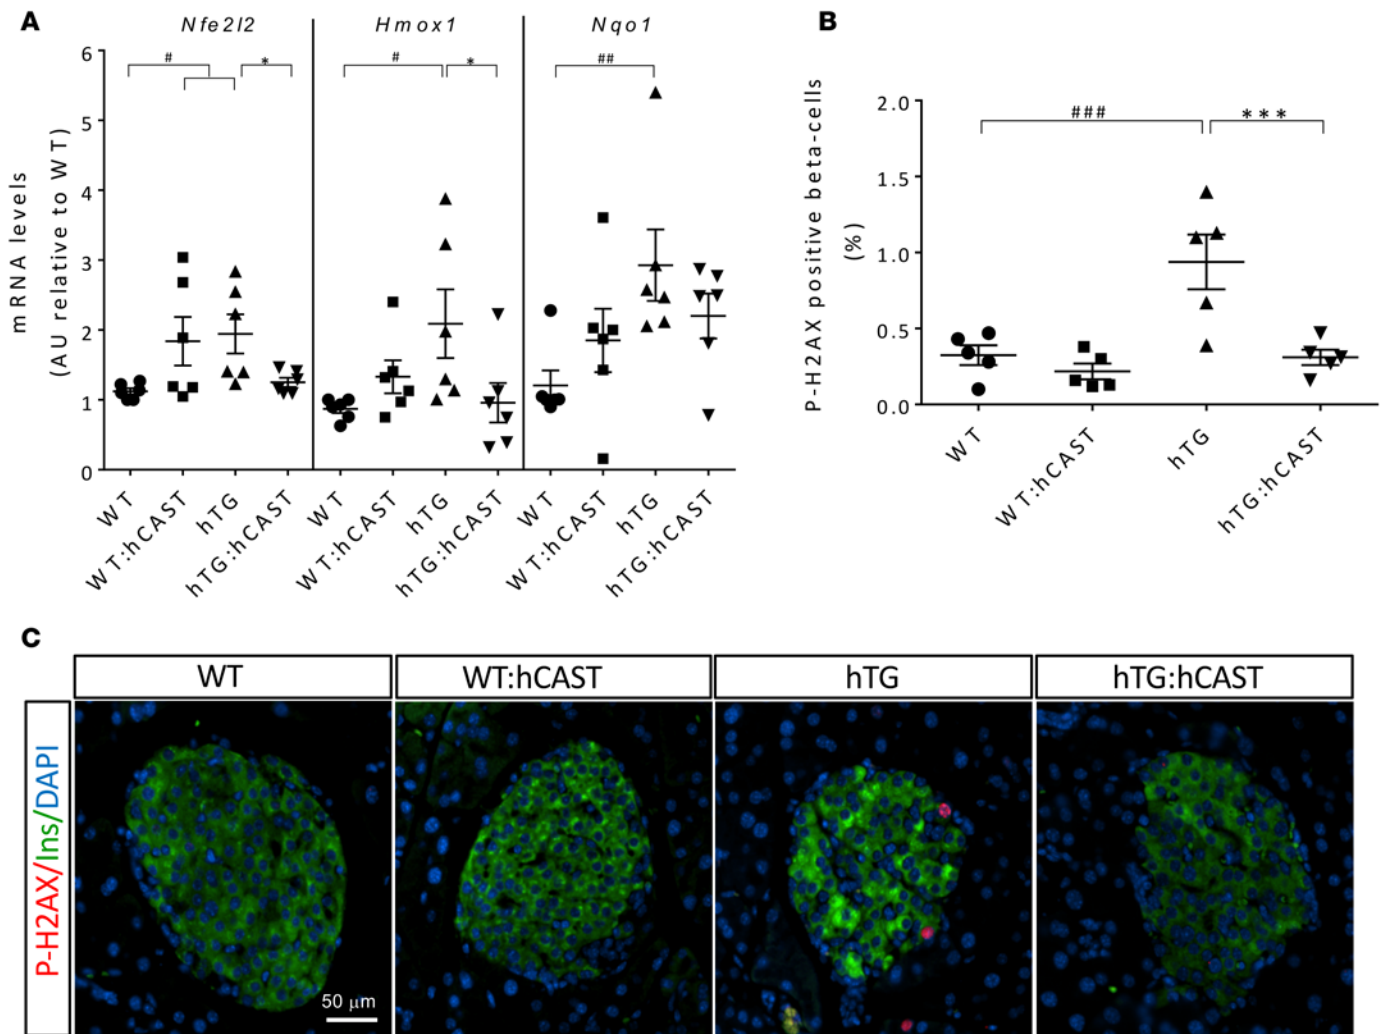 A
Nfe2l2 Hmox1 Nqo1
mRNA levels
(AU relative to WT)
6
5
4
3
2
1
0
# * # * ##
WT WT:hCAST hTG hTG:hCAST WT WT:hCAST hTG hTG:hCAST WT WT:hCAST hTG hTG:hCAST
B
P-H2AX positive beta-cells
(%)
2.0
1.5
1.0
0.5
0.0
### ***
WT WT:hCAST hTG hTG:hCAST
C
WT WT:hCAST hTG hTG:hCAST
P-H2AX/Ins/DAPI
50 μm